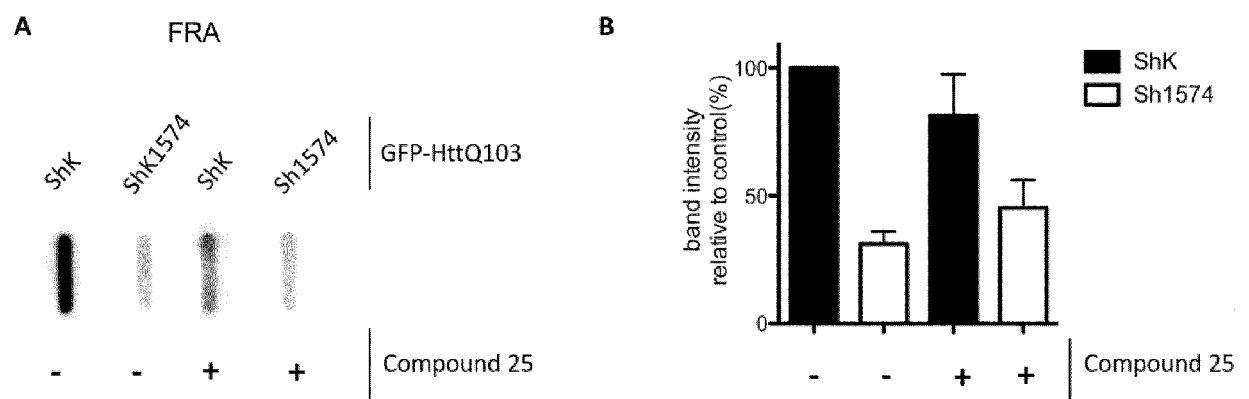 A
FRA
ShK
ShK1574
ShK
Sh1574
GFP-HttQ103
- - + +
Compound 25
B
band intensity
relative to control(%)
100
50
0
ShK
Sh1574
- - + +
Compound 25